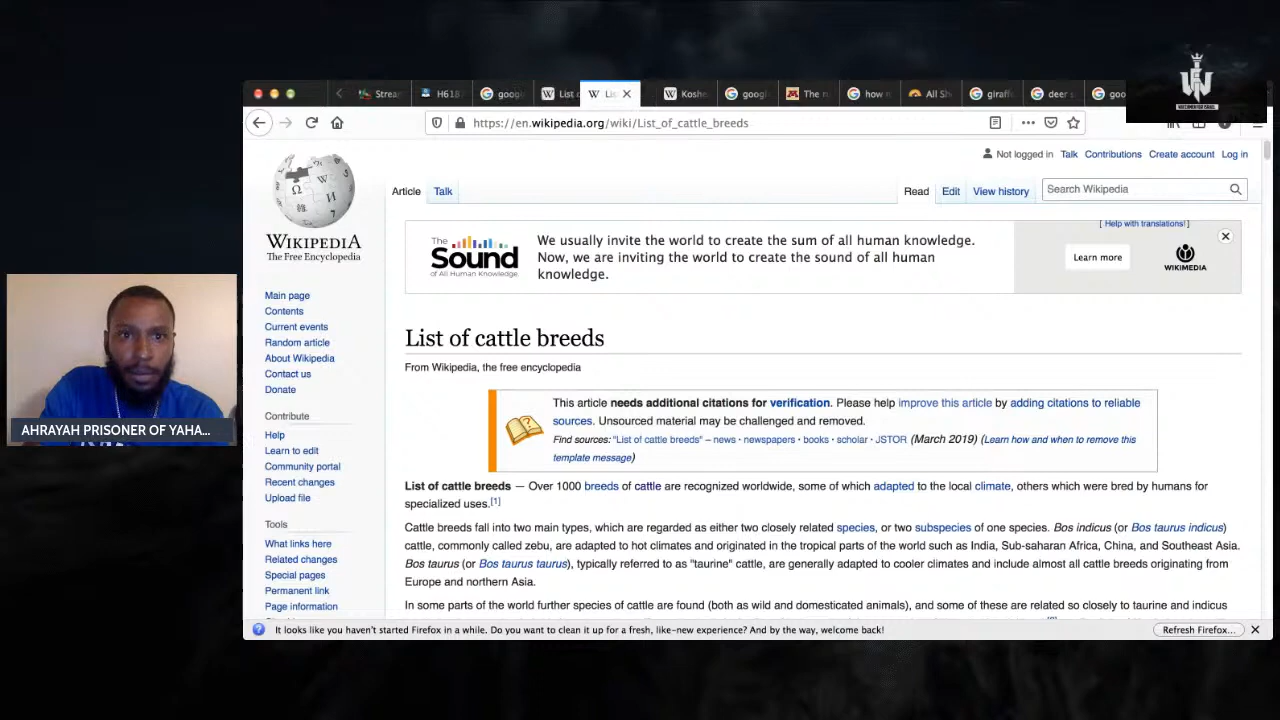 Strea
H618
googl
List o
Lis
Koshe
googl
The n
how n
All Sh
giraff
deer s
goo
https://en.wikipedia.org/wiki/List_of_cattle_breeds
Not logged in Talk Contributions Create account Log in
Article Talk Read Edit View history Search Wikipedia
WIKIPEDIA
The Free Encyclopedia
[ Help with translations! ]
The Sound of All Human Knowledge.
We usually invite the world to create the sum of all human knowledge.
Now, we are inviting the world to create the sound of all human
knowledge.
Learn more
WIKIMEDIA
Main page
Contents
Current events
Random article
About Wikipedia
Contact us
Donate
Contribute
Help
Learn to edit
Community portal
Recent changes
Upload file
Tools
What links here
Related changes
Special pages
Permanent link
Page information
List of cattle breeds
From Wikipedia, the free encyclopedia
This article needs additional citations for verification. Please help improve this article by adding citations to reliable
sources. Unsourced material may be challenged and removed.
Find sources: "List of cattle breeds" – news · newspapers · books · scholar · JSTOR (March 2019) (Learn how and when to remove this
template message)
List of cattle breeds — Over 1000 breeds of cattle are recognized worldwide, some of which adapted to the local climate, others which were bred by humans for
specialized uses.[1]
Cattle breeds fall into two main types, which are regarded as either two closely related species, or two subspecies of one species. Bos indicus (or Bos taurus indicus)
cattle, commonly called zebu, are adapted to hot climates and originated in the tropical parts of the world such as India, Sub-saharan Africa, China, and Southeast Asia.
Bos taurus (or Bos taurus taurus), typically referred to as "taurine" cattle, are generally adapted to cooler climates and include almost all cattle breeds originating from
Europe and northern Asia.
In some parts of the world further species of cattle are found (both as wild and domesticated animals), and some of these are related so closely to taurine and indicus
It looks like you haven't started Firefox in a while. Do you want to clean it up for a fresh, like-new experience? And by the way, welcome back!
Refresh Firefox...
AHRAYAH PRISONER OF YAHA...